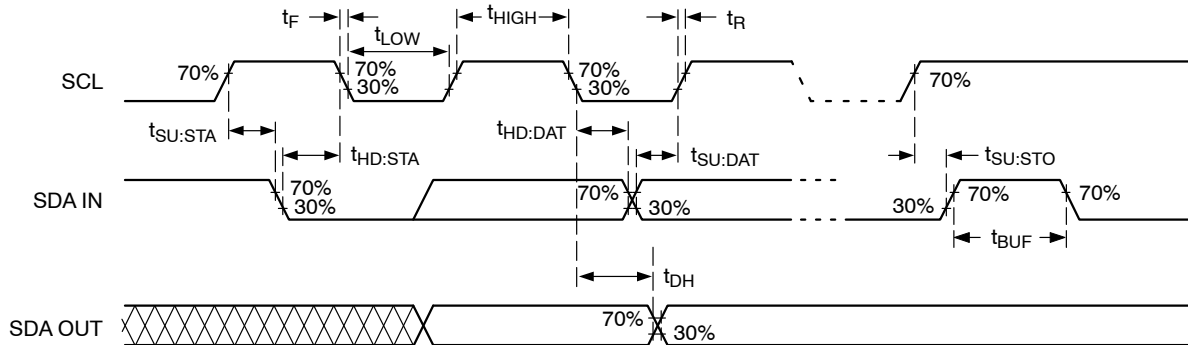 tF tHIGH tR
tLOW
SCL 70% 70% 30% 70% 30% 70%
tSU:STA tHD:STA tHD:DAT tSU:DAT tSU:STO
SDA IN 70% 30% 70% 30% 30% 70% 70%
tBUF
tDH
SDA OUT 70% 30%